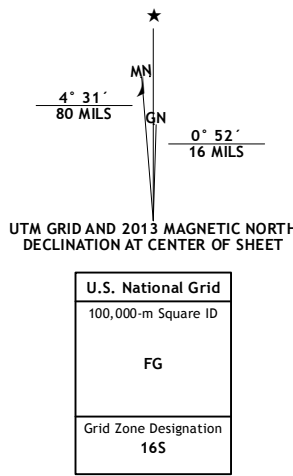 ★
MN
4° 31´
80 MILS
GN
0° 52´
16 MILS
UTM GRID AND 2013 MAGNETIC NORTH
DECLINATION AT CENTER OF SHEET
U.S. National Grid
100,000-m Square ID
FG
Grid Zone Designation
16S